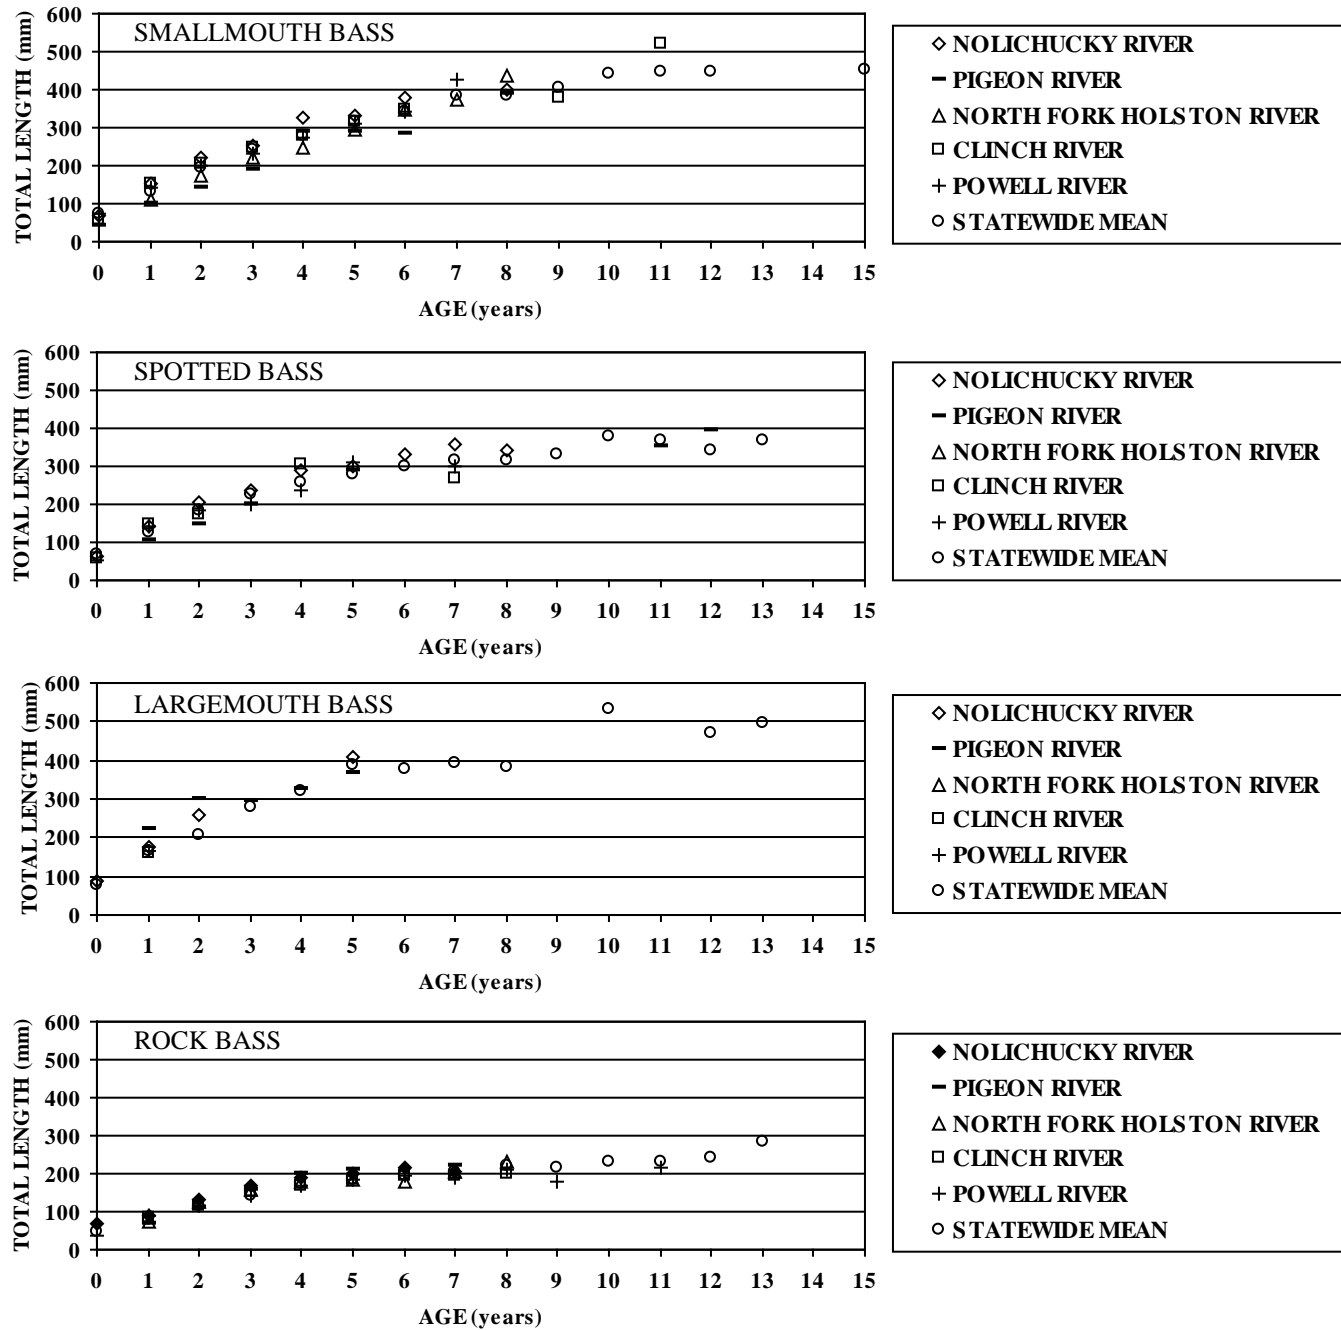 SMALLMOUTH BASS
TOTAL LENGTH (mm)
600
500
400
300
200
100
0
0 1 2 3 4 5 6 7 8 9 10 11 12 13 14 15
AGE (years)
NOLICHUCKY RIVER
PIGEON RIVER
NORTH FORK HOLSTON RIVER
CLINCH RIVER
POWELL RIVER
STATEWIDE MEAN
SPOTTED BASS
TOTAL LENGTH (mm)
600
500
400
300
200
100
0
0 1 2 3 4 5 6 7 8 9 10 11 12 13 14 15
AGE (years)
NOLICHUCKY RIVER
PIGEON RIVER
NORTH FORK HOLSTON RIVER
CLINCH RIVER
POWELL RIVER
STATEWIDE MEAN
LARGEMOUTH BASS
TOTAL LENGTH (mm)
600
500
400
300
200
100
0
0 1 2 3 4 5 6 7 8 9 10 11 12 13 14 15
AGE (years)
NOLICHUCKY RIVER
PIGEON RIVER
NORTH FORK HOLSTON RIVER
CLINCH RIVER
POWELL RIVER
STATEWIDE MEAN
ROCK BASS
TOTAL LENGTH (mm)
600
500
400
300
200
100
0
0 1 2 3 4 5 6 7 8 9 10 11 12 13 14 15
AGE (years)
NOLICHUCKY RIVER
PIGEON RIVER
NORTH FORK HOLSTON RIVER
CLINCH RIVER
POWELL RIVER
STATEWIDE MEAN